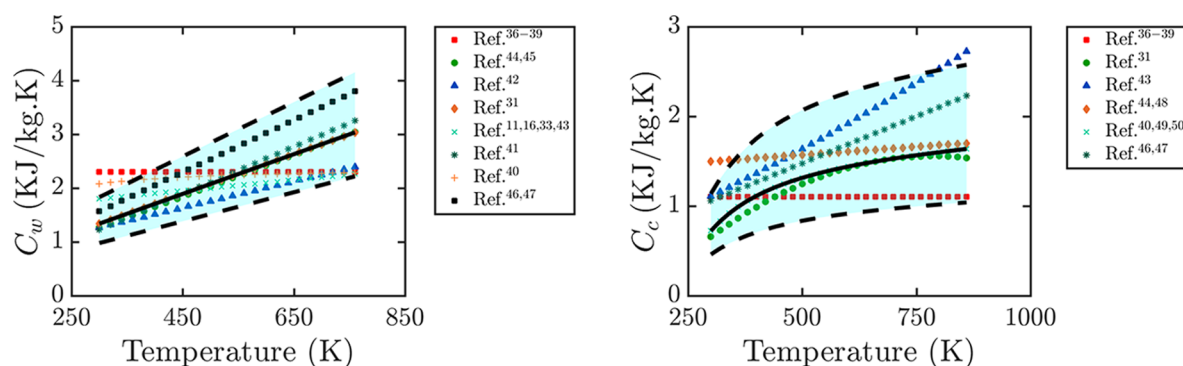 5
4
3
2
1
0
250
450
650
850
C_w (KJ/kg.K)
Temperature (K)
Ref.36−39
Ref.44,45
Ref.42
Ref.31
Ref.11,16,33,43
Ref.41
Ref.40
Ref.46,47
3
2
1
0
250
500
750
1000
C_c (KJ/kg.K)
Temperature (K)
Ref.36−39
Ref.31
Ref.43
Ref.44,48
Ref.40,49,50
Ref.46,47